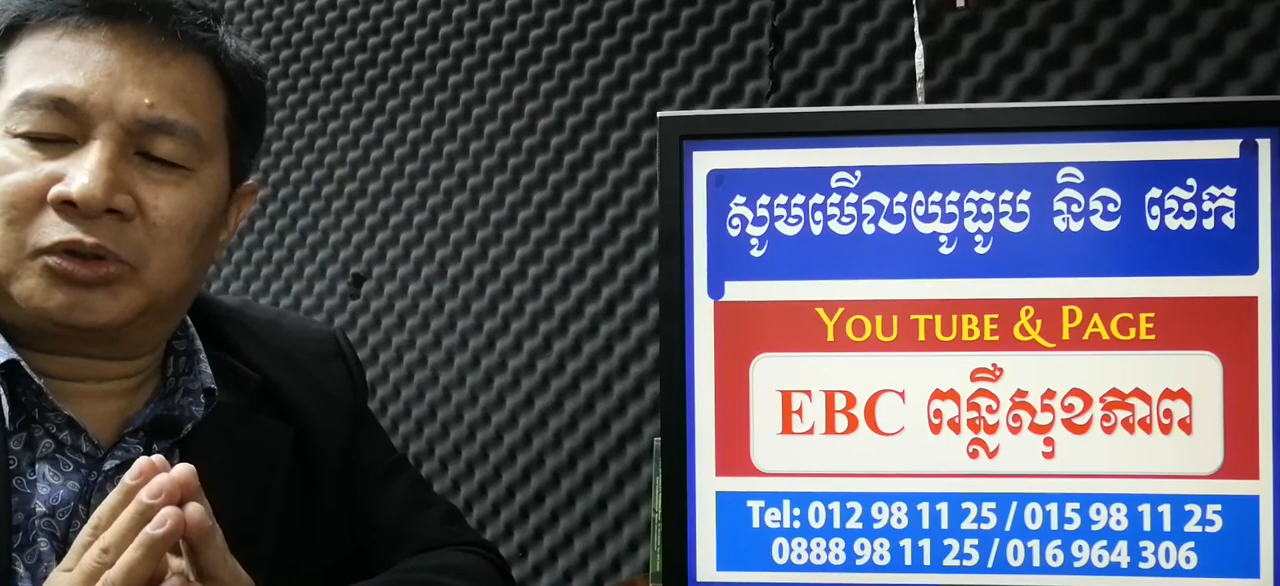 សូមមើលយូធូប និង ផេក
YOU TUBE & PAGE
EBC ពន្លឺសុខភាព
Tel: 012 98 11 25 / 015 98 11 25
0888 98 11 25 / 016 964 306